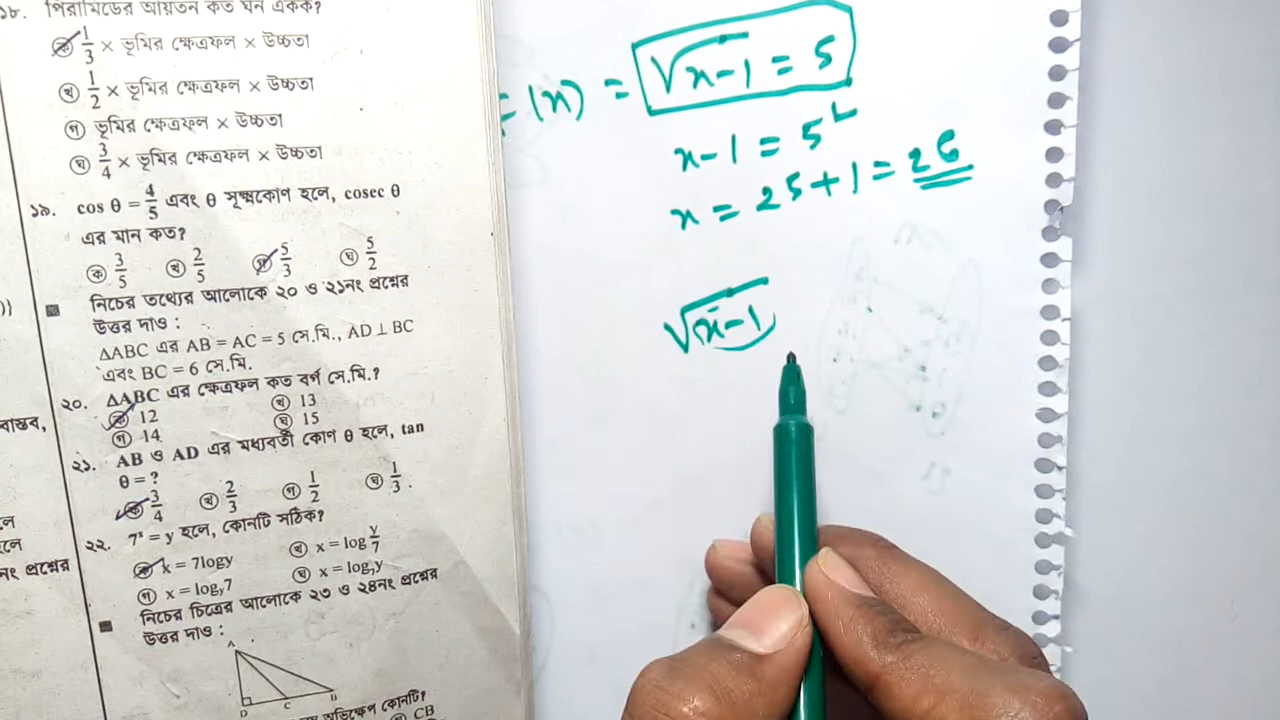 ১৮. পিরামিডের আয়তন কত ঘন একক?
ক 1/3 × ভূমির ক্ষেত্রফল × উচ্চতা
খ 1/2 × ভূমির ক্ষেত্রফল × উচ্চতা
গ ভূমির ক্ষেত্রফল × উচ্চতা
ঘ 3/4 × ভূমির ক্ষেত্রফল × উচ্চতা
১৯. cos θ = 4/5 এবং θ সূক্ষ্মকোণ হলে, cosec θ
এর মান কত?
ক 3/5 খ 2/5 গ 5/3 ঘ 5/2
নিচের তথ্যের আলোকে ২০ ও ২১নং প্রশ্নের
উত্তর দাও :
ΔABC এর AB = AC = 5 সে.মি., AD ⊥ BC
এবং BC = 6 সে.মি.
২০. ΔABC এর ক্ষেত্রফল কত বর্গ সে.মি.?
ক 12 খ 13
গ 14 ঘ 15
২১. AB ও AD এর মধ্যবর্তী কোণ θ হলে, tan
θ = ?
ক 3/4 খ 2/3 গ 1/2 ঘ 1/3 .
২২. 7ˣ = y হলে, কোনটি সঠিক?
ক x = 7logy খ x = log y/7
গ x = logᵧ7 ঘ x = log₇y
নিচের চিত্রের আলোকে ২৩ ও ২৪নং প্রশ্নের
উত্তর দাও :
A
D C B
কোনটি?
CB
))
বাস্তব,
নং প্রশ্নের
(x) = √x-1 = 5
x-1 = 5²
x = 25+1 = 26
√x-1